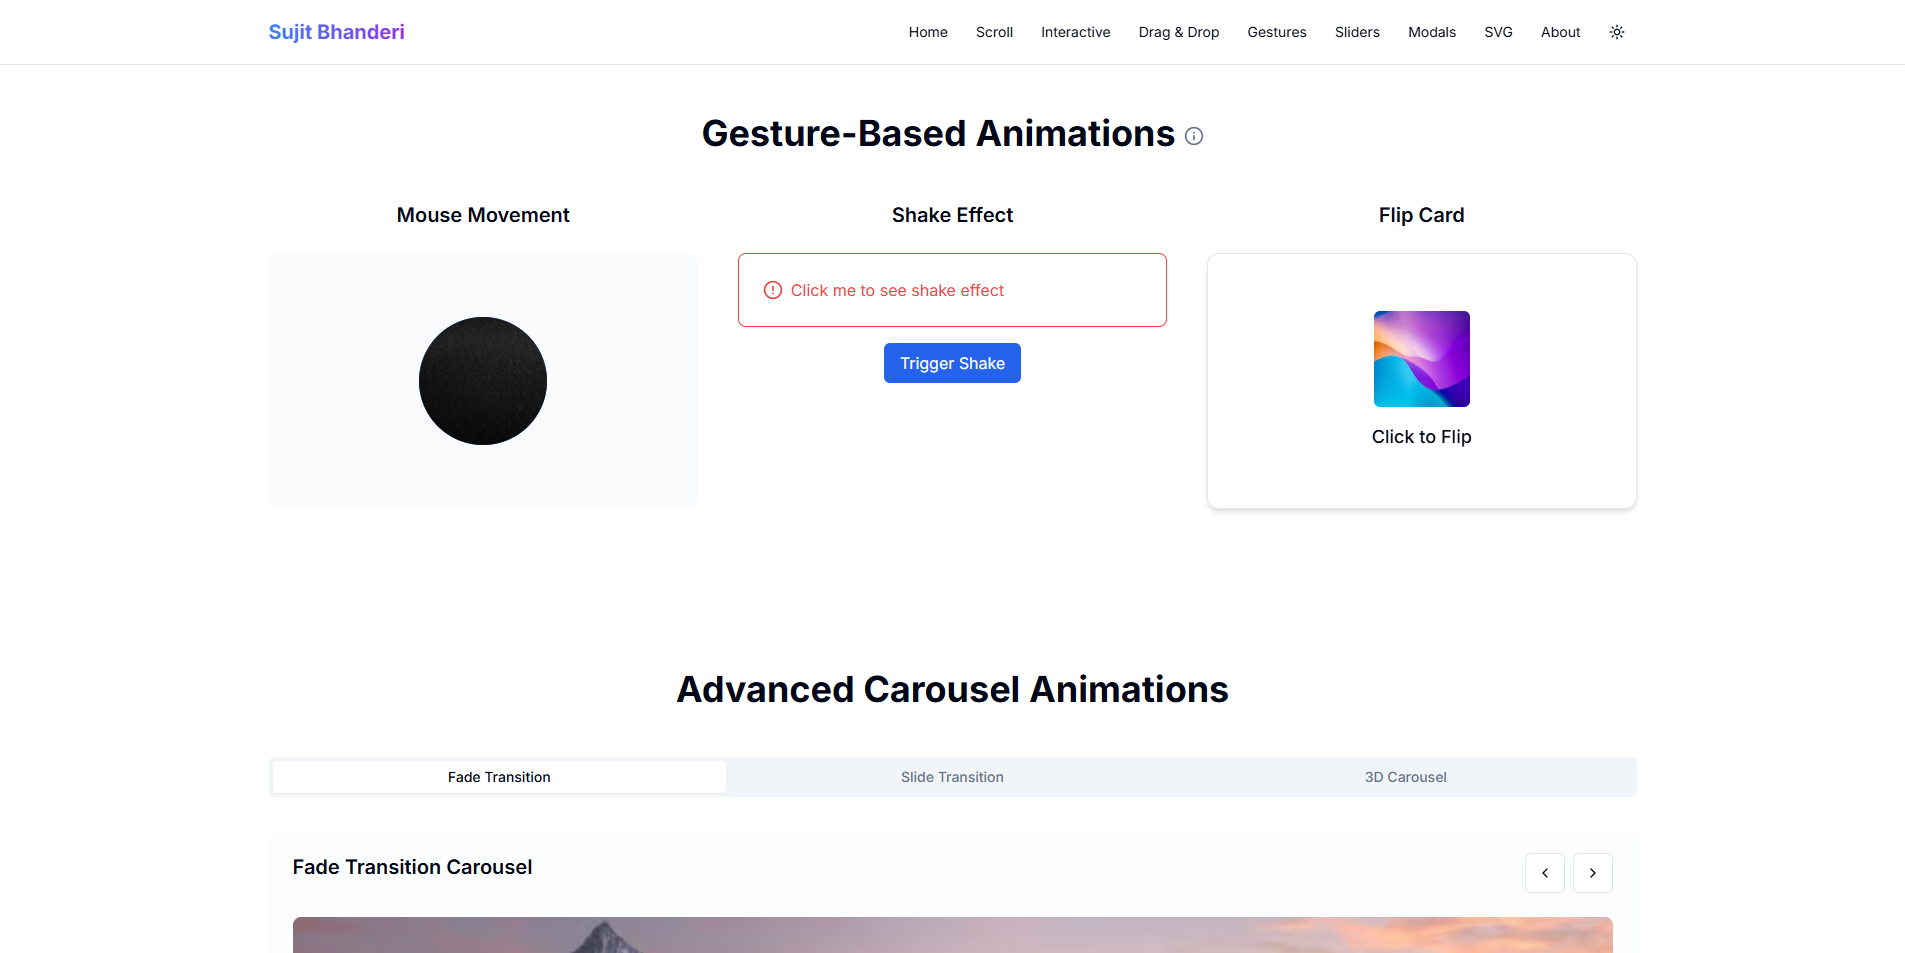 Sujit Bhanderi
Home Scroll Interactive Drag & Drop Gestures Sliders Modals SVG About
Gesture-Based Animations
Mouse Movement
Shake Effect
Click me to see shake effect
Trigger Shake
Flip Card
Click to Flip
Advanced Carousel Animations
Fade Transition Slide Transition 3D Carousel
Fade Transition Carousel